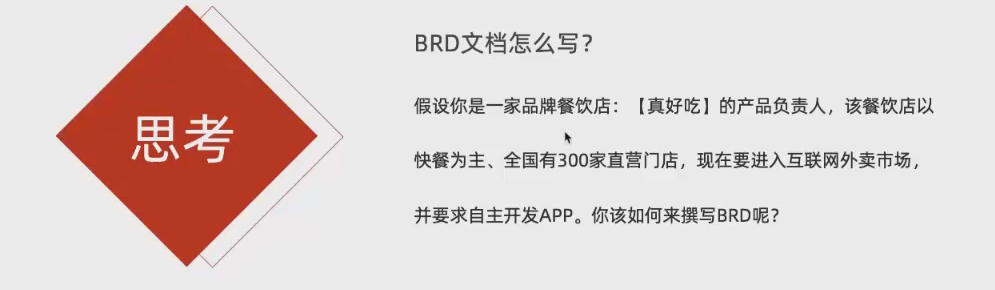 思考
BRD文档怎么写？
假设你是一家品牌餐饮店：【真好吃】的产品负责人，该餐饮店以
快餐为主、全国有300家直营门店，现在要进入互联网外卖市场，
并要求自主开发APP。你该如何来撰写BRD呢？